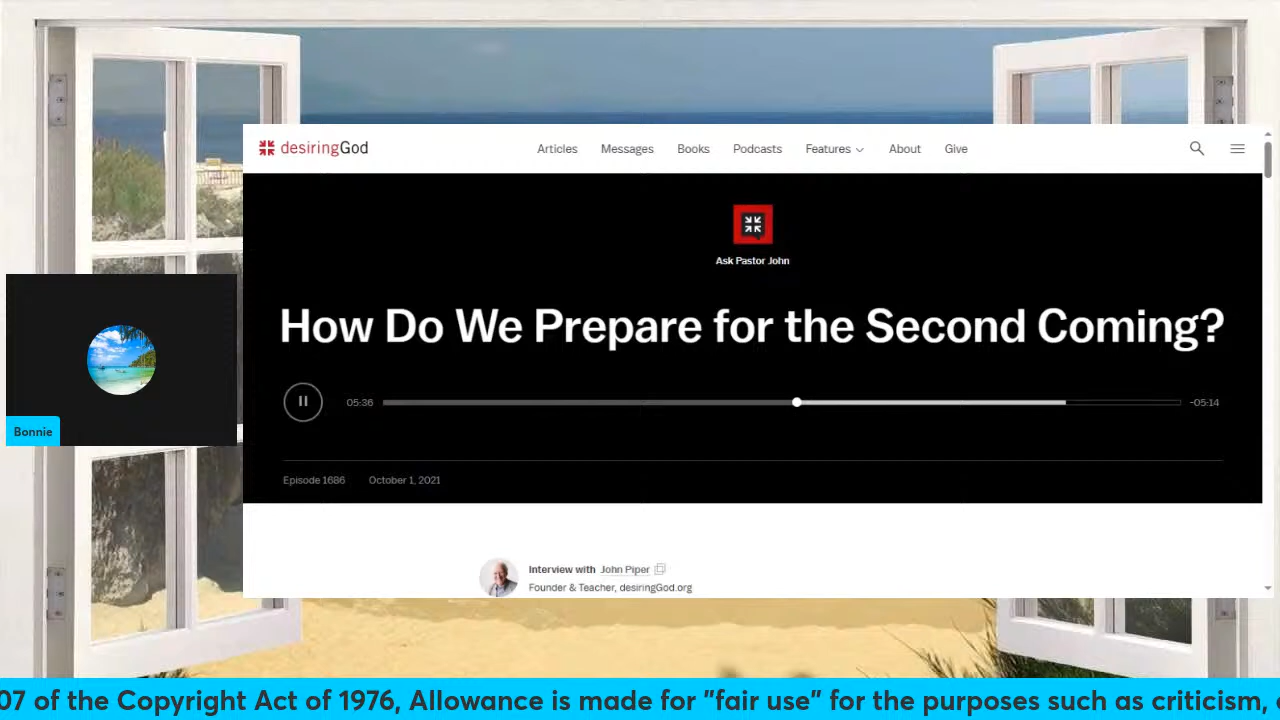 desiringGod
Articles Messages Books Podcasts Features About Give
Ask Pastor John
How Do We Prepare for the Second Coming?
05:36 -05:14
Episode 1686 October 1, 2021
Bonnie
Interview with John Piper
Founder & Teacher, desiringGod.org
07 of the Copyright Act of 1976, Allowance is made for "fair use" for the purposes such as criticism,